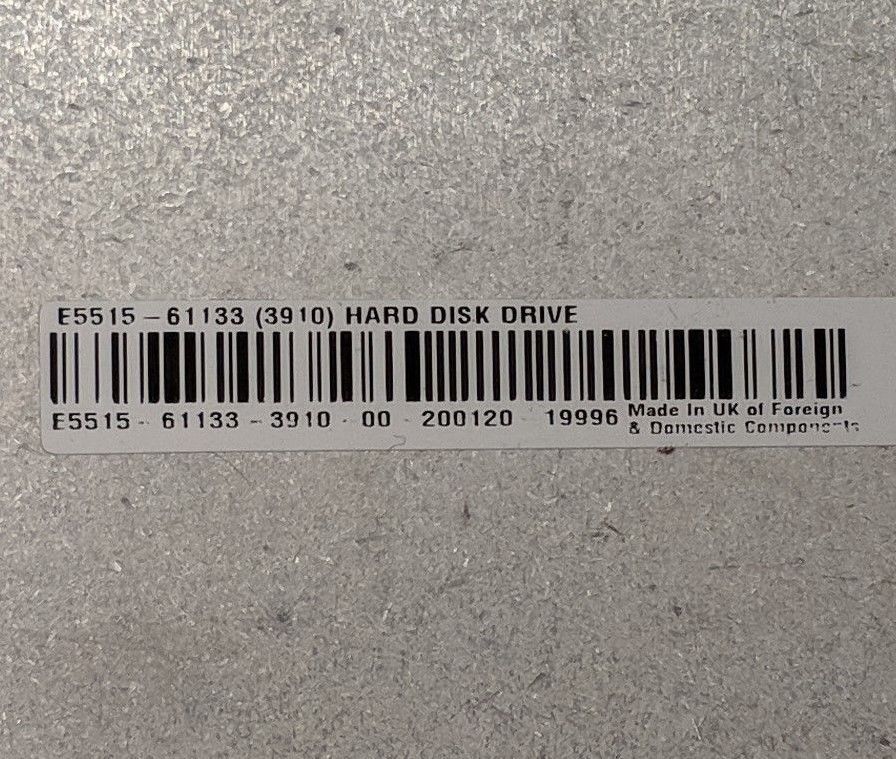 E5515-61133 (3910) HARD DISK DRIVE
E5515-61133-3910-00-200120 19996
Made In UK of Foreign
& Domestic Components